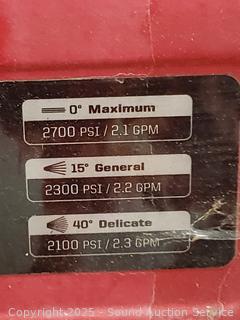 0° Maximum
2700 PSI / 2.1 GPM
15° General
2300 PSI / 2.2 GPM
40° Delicate
2100 PSI / 2.3 GPM
Copyright 2025 - Sound Auction Service